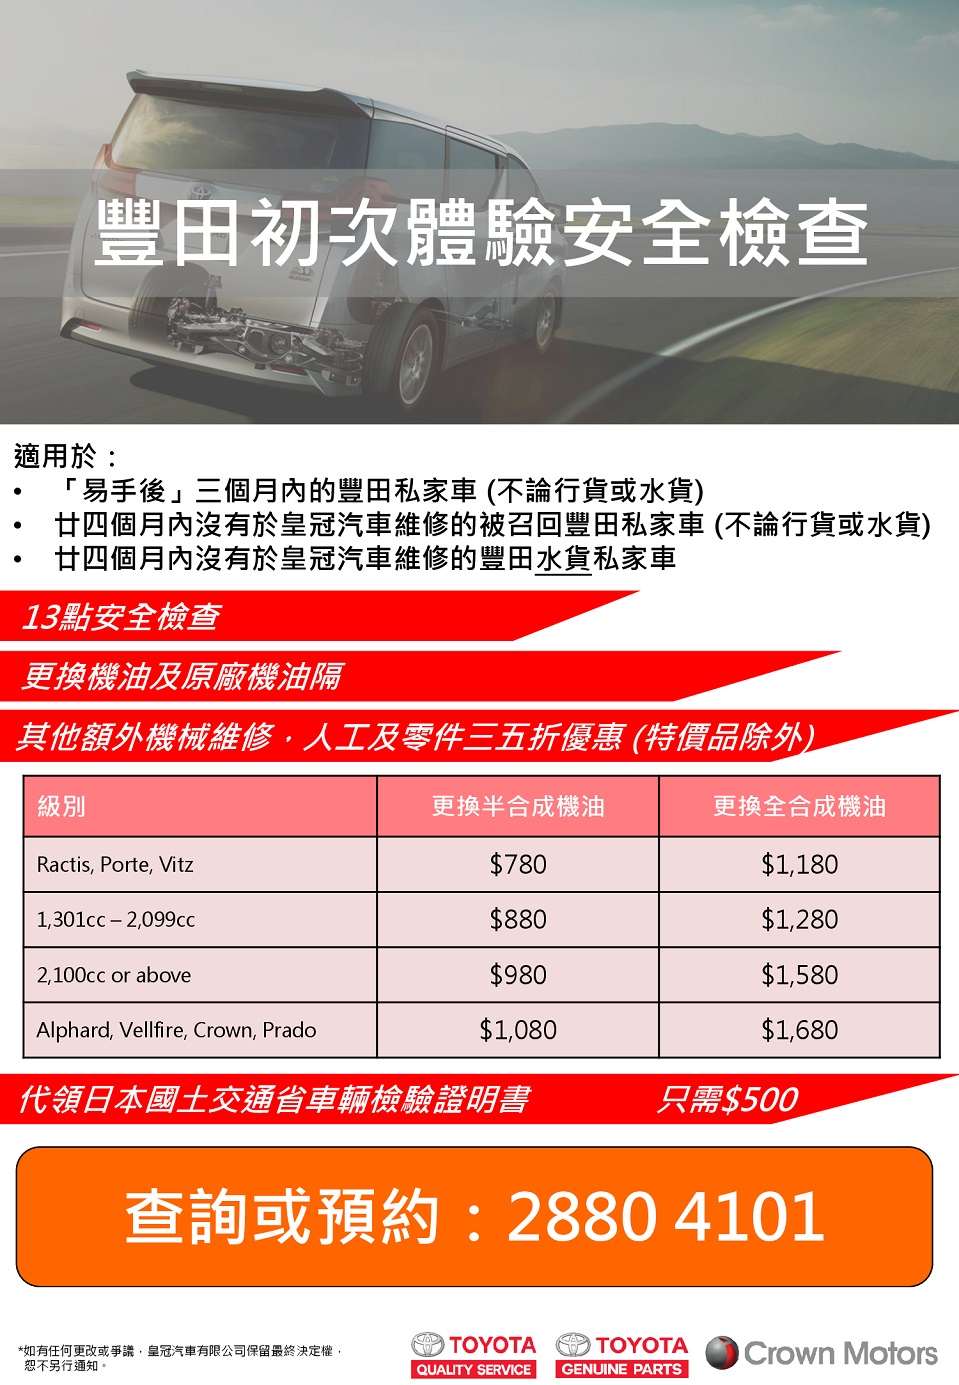 豐田初次體驗安全檢查
適用於：
• 「易手後」三個月內的豐田私家車 (不論行貨或水貨)
• 廿四個月內沒有於皇冠汽車維修的被召回豐田私家車 (不論行貨或水貨)
• 廿四個月內沒有於皇冠汽車維修的豐田水貨私家車
13點安全檢查
更換機油及原廠機油隔
其他額外機械維修，人工及零件三五折優惠 (特價品除外)
級別 更換半合成機油 更換全合成機油
Ractis, Porte, Vitz $780 $1,180
1,301cc – 2,099cc $880 $1,280
2,100cc or above $980 $1,580
Alphard, Vellfire, Crown, Prado $1,080 $1,680
代領日本國土交通省車輛檢驗證明書 只需$500
查詢或預約：2880 4101
*如有任何更改或爭議，皇冠汽車有限公司保留最終決定權，
恕不另行通知。
TOYOTA
QUALITY SERVICE
TOYOTA
GENUINE PARTS
Crown Motors